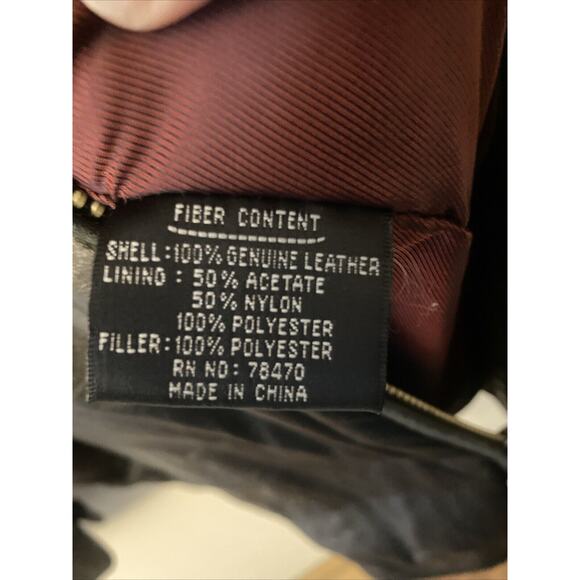 FIBER CONTENT
SHELL:100% GENUINE LEATHER
LINING : 50% ACETATE
50% NYLON
100% POLYESTER
FILLER:100% POLYESTER
RN NO: 78470
MADE IN CHINA